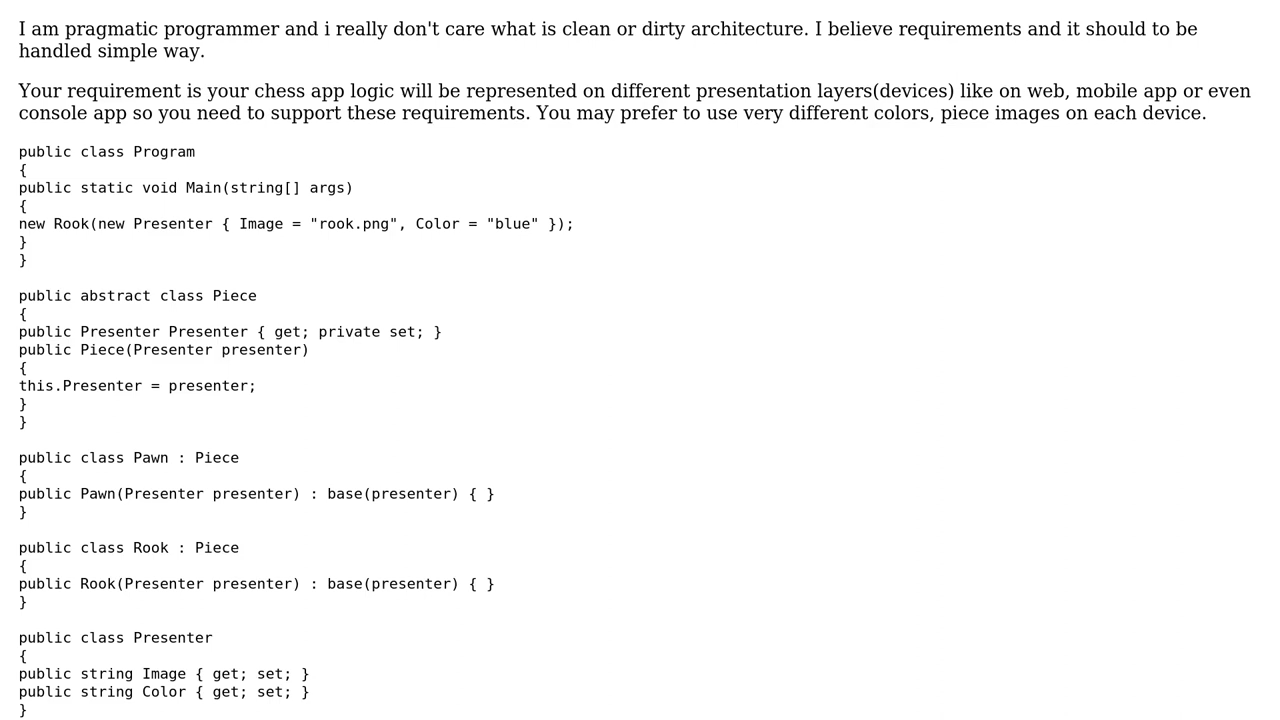 I am pragmatic programmer and i really don't care what is clean or dirty architecture. I believe requirements and it should to be
handled simple way.
Your requirement is your chess app logic will be represented on different presentation layers(devices) like on web, mobile app or even
console app so you need to support these requirements. You may prefer to use very different colors, piece images on each device.
public class Program
{
public static void Main(string[] args)
{
new Rook(new Presenter { Image = "rook.png", Color = "blue" });
}
}
public abstract class Piece
{
public Presenter Presenter { get; private set; }
public Piece(Presenter presenter)
{
this.Presenter = presenter;
}
}
public class Pawn : Piece
{
public Pawn(Presenter presenter) : base(presenter) { }
}
public class Rook : Piece
{
public Rook(Presenter presenter) : base(presenter) { }
}
public class Presenter
{
public string Image { get; set; }
public string Color { get; set; }
}